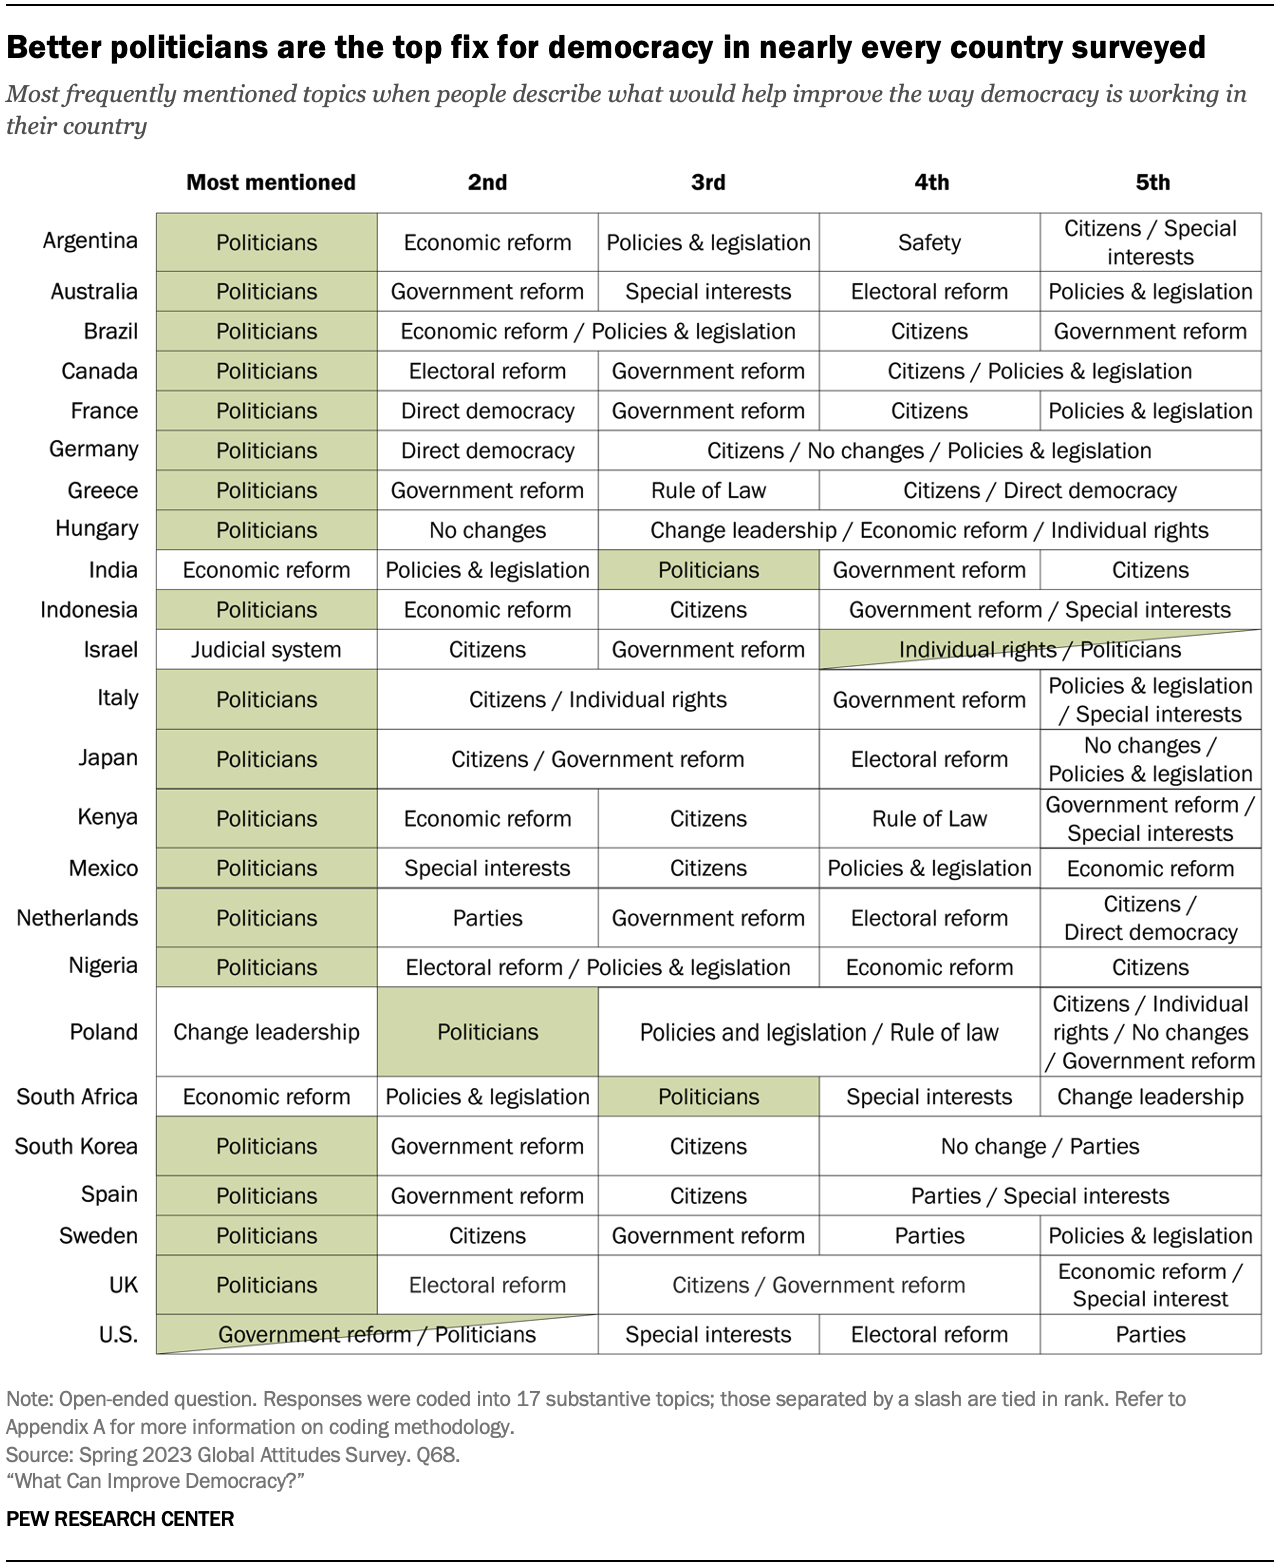 Better politicians are the top fix for democracy in nearly every country surveyed
Most frequently mentioned topics when people describe what would help improve the way democracy is working in
their country
Most mentioned 2nd 3rd 4th 5th
Argentina Politicians Economic reform Policies & legislation Safety Citizens / Special
interests
Australia Politicians Government reform Special interests Electoral reform Policies & legislation
Brazil Politicians Economic reform / Policies & legislation Citizens Government reform
Canada Politicians Electoral reform Government reform Citizens / Policies & legislation
France Politicians Direct democracy Government reform Citizens Policies & legislation
Germany Politicians Direct democracy Citizens / No changes / Policies & legislation
Greece Politicians Government reform Rule of Law Citizens / Direct democracy
Hungary Politicians No changes Change leadership / Economic reform / Individual rights
India Economic reform Policies & legislation Politicians Government reform Citizens
Indonesia Politicians Economic reform Citizens Government reform / Special interests
Israel Judicial system Citizens Government reform Individual rights / Politicians
Italy Politicians Citizens / Individual rights Government reform Policies & legislation
/ Special interests
Japan Politicians Citizens / Government reform Electoral reform No changes /
Policies & legislation
Kenya Politicians Economic reform Citizens Rule of Law Government reform /
Special interests
Mexico Politicians Special interests Citizens Policies & legislation Economic reform
Netherlands Politicians Parties Government reform Electoral reform Citizens /
Direct democracy
Nigeria Politicians Electoral reform / Policies & legislation Economic reform Citizens
Poland Change leadership Politicians Policies and legislation / Rule of law Citizens / Individual
rights / No changes
/ Government reform
South Africa Economic reform Policies & legislation Politicians Special interests Change leadership
South Korea Politicians Government reform Citizens No change / Parties
Spain Politicians Government reform Citizens Parties / Special interests
Sweden Politicians Citizens Government reform Parties Policies & legislation
UK Politicians Electoral reform Citizens / Government reform Economic reform /
Special interest
U.S. Government reform / Politicians Special interests Electoral reform Parties
Note: Open-ended question. Responses were coded into 17 substantive topics; those separated by a slash are tied in rank. Refer to
Appendix A for more information on coding methodology.
Source: Spring 2023 Global Attitudes Survey. Q68.
“What Can Improve Democracy?”
PEW RESEARCH CENTER